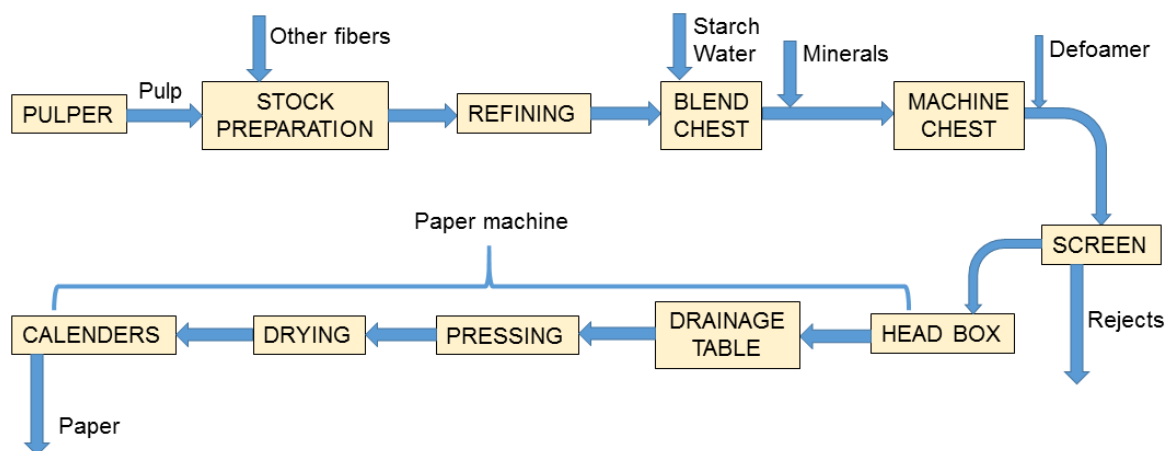 Other fibers
Starch
Water
Minerals
Defoamer
Pulp
PULPER
STOCK
PREPARATION
REFINING
BLEND
CHEST
MACHINE
CHEST
Paper machine
SCREEN
CALENDERS
DRYING
PRESSING
DRAINAGE
TABLE
HEAD BOX
Rejects
Paper